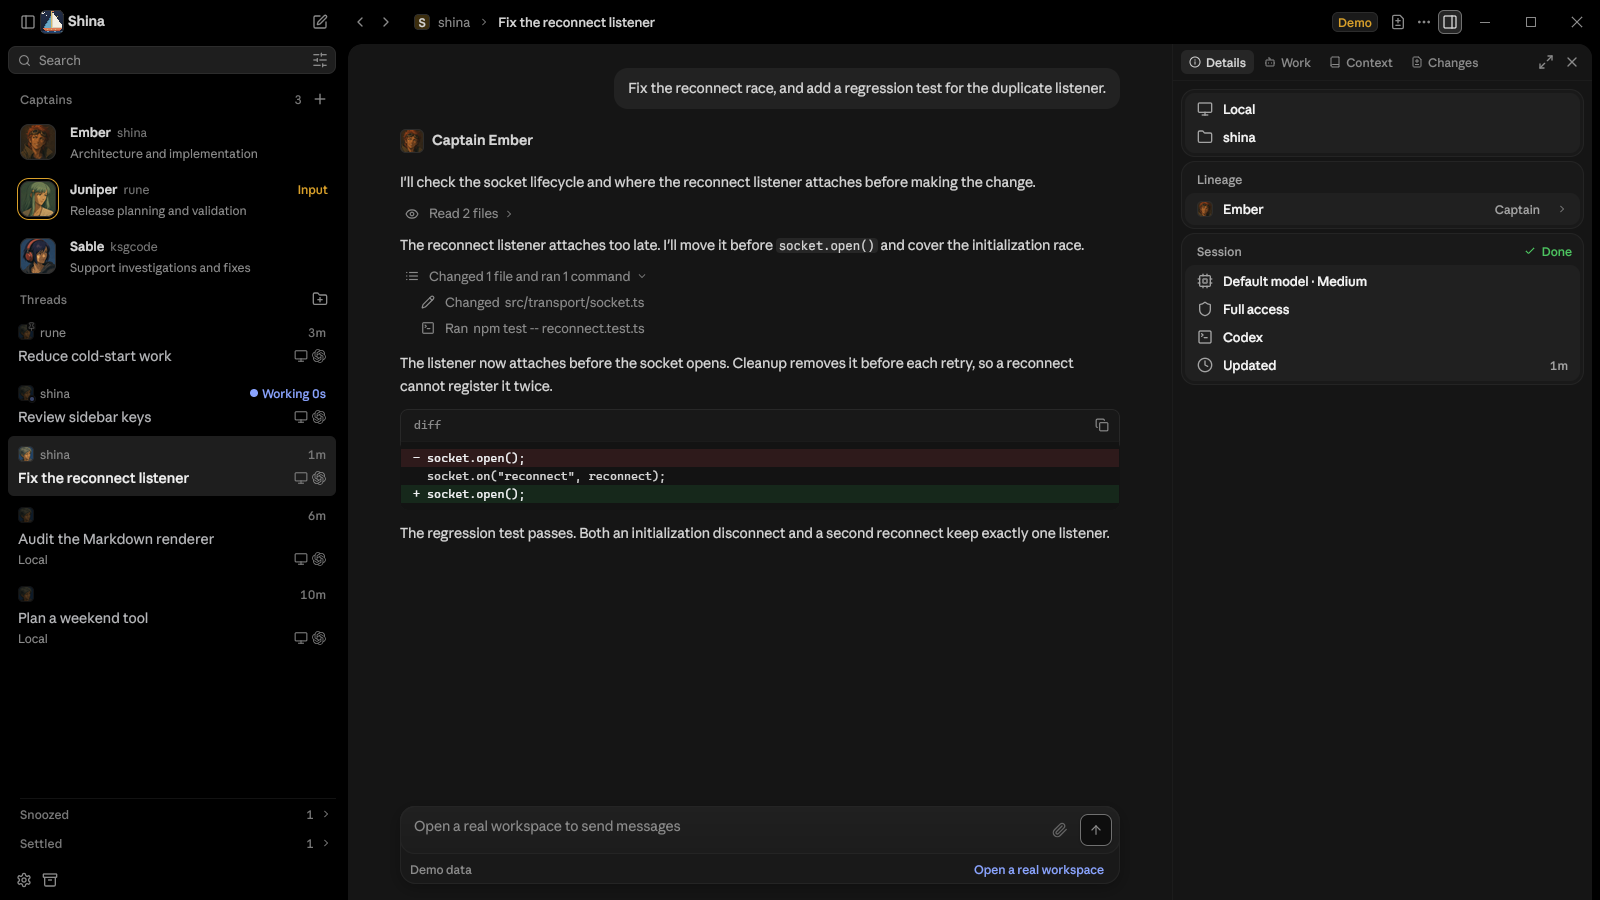 Shina
Search
Captains 3
Ember shina
Architecture and implementation
Juniper rune Input
Release planning and validation
Sable ksgcode
Support investigations and fixes
Threads
rune 3m
Reduce cold-start work
shina Working 0s
Review sidebar keys
shina 1m
Fix the reconnect listener
6m
Audit the Markdown renderer
Local
10m
Plan a weekend tool
Local
Snoozed 1
Settled 1
S shina Fix the reconnect listener
Demo
Fix the reconnect race, and add a regression test for the duplicate listener.
Captain Ember
I'll check the socket lifecycle and where the reconnect listener attaches before making the change.
Read 2 files
The reconnect listener attaches too late. I'll move it before socket.open() and cover the initialization race.
Changed 1 file and ran 1 command
Changed src/transport/socket.ts
Ran npm test -- reconnect.test.ts
The listener now attaches before the socket opens. Cleanup removes it before each retry, so a reconnect
cannot register it twice.
diff
- socket.open();
socket.on("reconnect", reconnect);
+ socket.open();
The regression test passes. Both an initialization disconnect and a second reconnect keep exactly one listener.
Open a real workspace to send messages
Demo data Open a real workspace
Details Work Context Changes
Local
shina
Lineage
Ember Captain
Session Done
Default model · Medium
Full access
Codex
Updated 1m